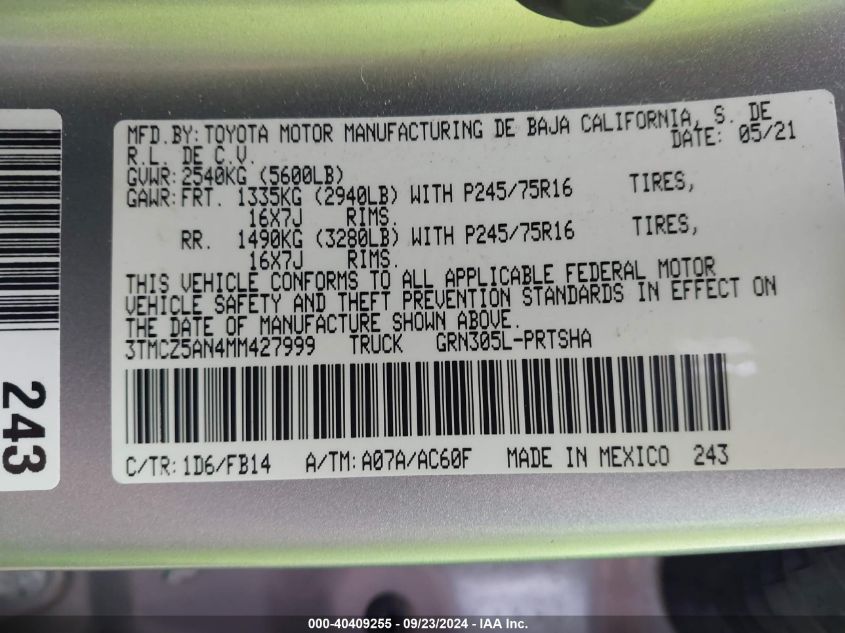 MFD.BY: TOYOTA MOTOR MANUFACTURING DE BAJA CALIFORNIA, S. DE
R.L. DE C.V.
DATE: 05/21
GVWR: 2540KG (5600LB)
GAWR: FRT. 1335KG (2940LB) WITH P245/75R16 TIRES,
16X7J RIMS.
RR. 1490KG (3280LB) WITH P245/75R16 TIRES,
16X7J RIMS.
THIS VEHICLE CONFORMS TO ALL APPLICABLE FEDERAL MOTOR
VEHICLE SAFETY AND THEFT PREVENTION STANDARDS IN EFFECT ON
THE DATE OF MANUFACTURE SHOWN ABOVE.
3TMCZ5AN4MM427999 TRUCK GRN305L-PRTSHA
C/TR: 1D6/FB14 A/TM: A07A/AC60F MADE IN MEXICO 243
243
000-40409255 - 09/23/2024 - IAA Inc.